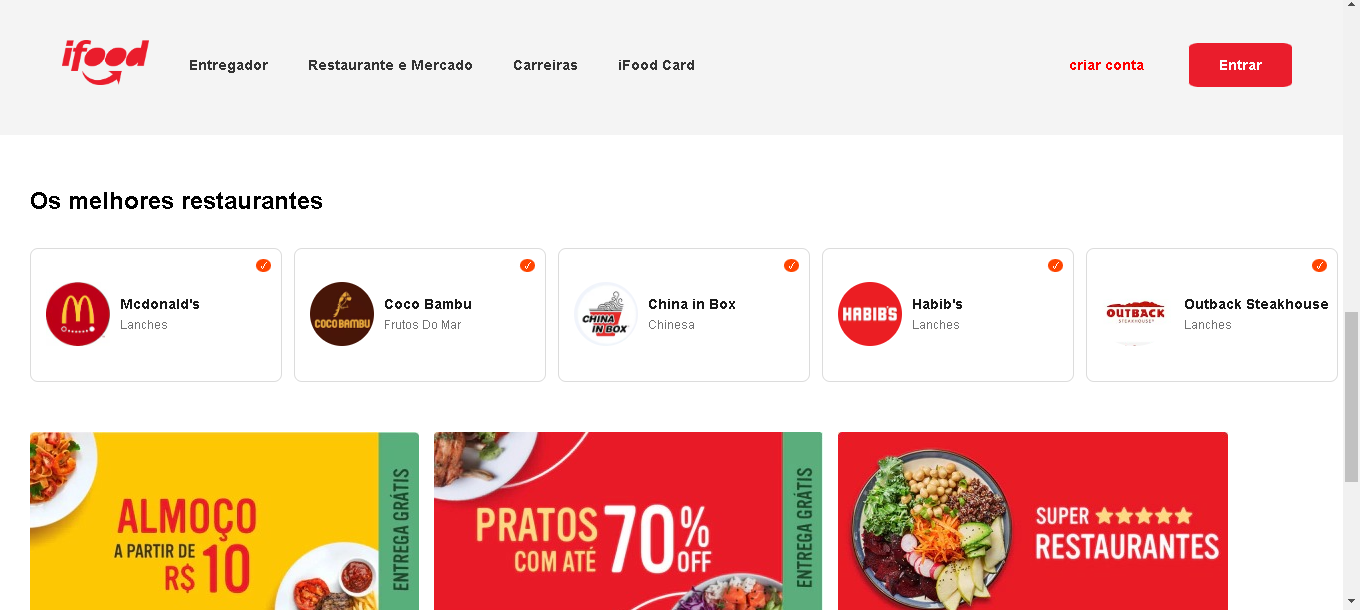 ifood
Entregador Restaurante e Mercado Carreiras iFood Card criar conta Entrar
Os melhores restaurantes
Mcdonald's
Lanches
COCO BAMBU
Coco Bambu
Frutos Do Mar
CHINA
IN BOX
China in Box
Chinesa
HABIB'S
Habib's
Lanches
OUTBACK
STEAKHOUSE
Outback Steakhouse
Lanches
ALMOÇO
A PARTIR DE
R$ 10
ENTREGA GRÁTIS
PRATOS
COM ATÉ
70%
OFF
ENTREGA GRÁTIS
SUPER
RESTAURANTES